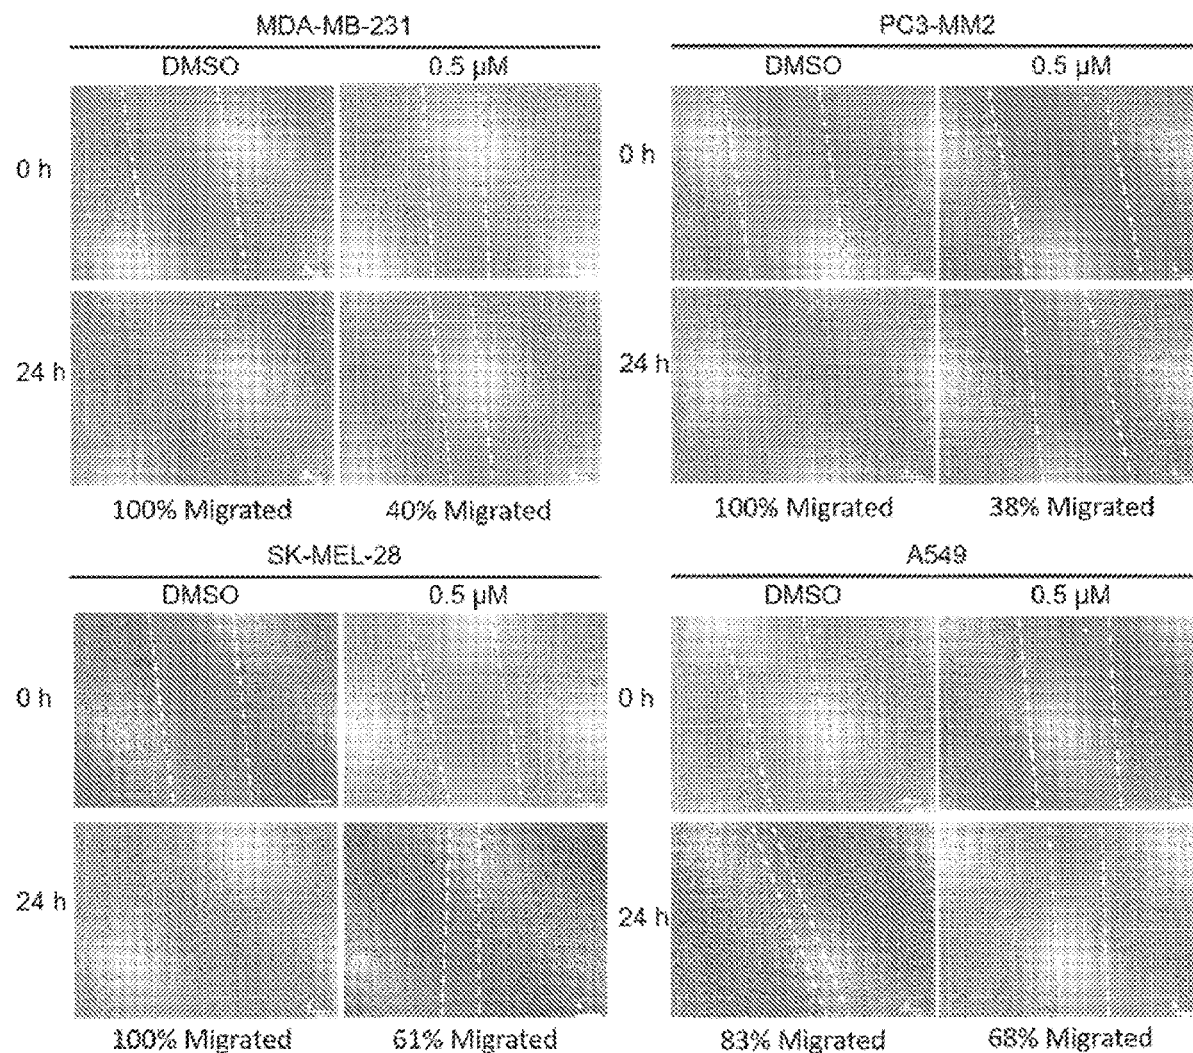 MDA-MB-231
DMSO 0.5 µM
0 h
24 h
100% Migrated 40% Migrated
PC3-MM2
DMSO 0.5 µM
0 h
24 h
100% Migrated 38% Migrated
SK-MEL-28
DMSO 0.5 µM
0 h
24 h
100% Migrated 61% Migrated
A549
DMSO 0.5 µM
0 h
24 h
83% Migrated 68% Migrated